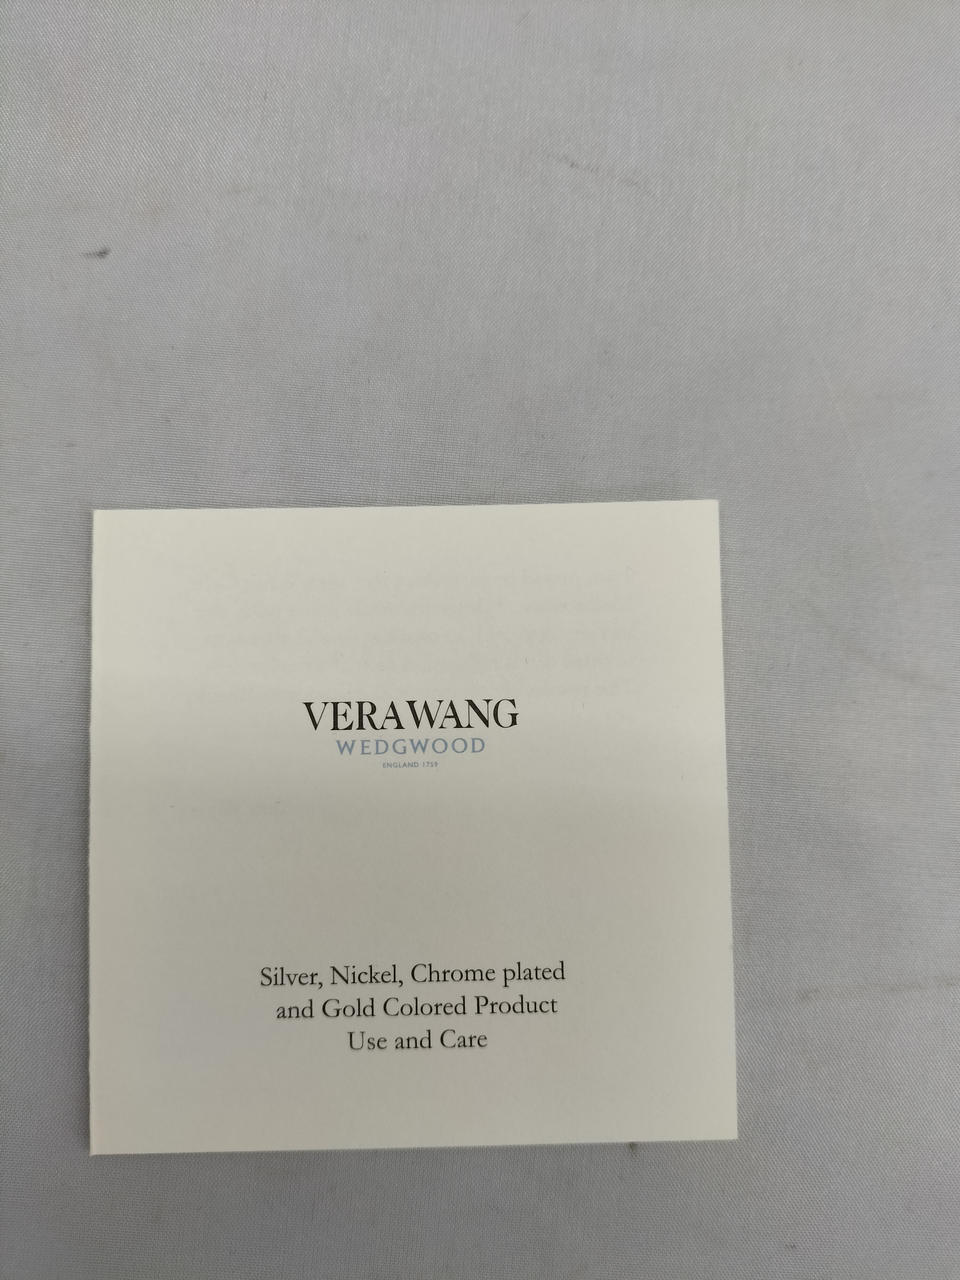 VERAWANG
WEDGWOOD
ENGLAND 1759
Silver, Nickel, Chrome plated
and Gold Colored Product
Use and Care